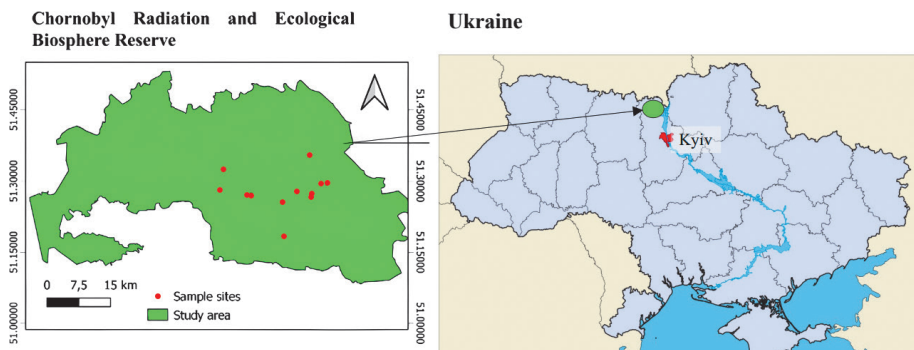 Chornobyl Radiation and Ecological
Biosphere Reserve
Ukraine
51.45000
51.30000
51.15000
51.00000
51.45000
51.30000
51.15000
51.00000
0 7,5 15 km
Sample sites
Study area
Kyiv